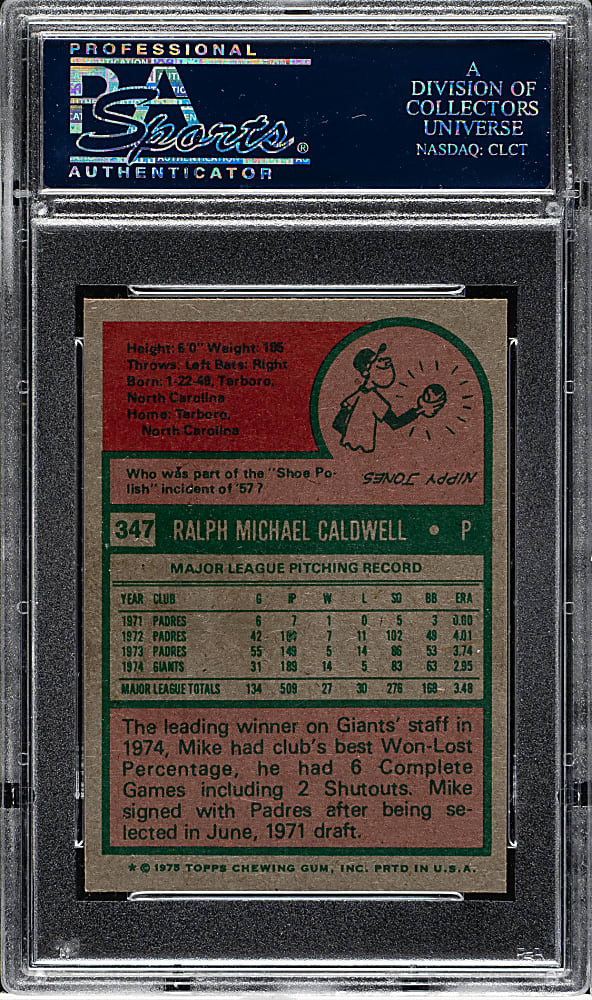 PROFESSIONAL
PSA
Sports®
AUTHENTICATOR
A
DIVISION OF
COLLECTORS
UNIVERSE
NASDAQ: CLCT
Height: 6'0" Weight: 185
Throws: Left Bats: Right
Born: 1-22-49, Tarboro,
North Carolina
Home: Tarboro,
North Carolina
Who was part of the "Shoe Po-
lish" incident of '57?
NIPPY JONES
347 RALPH MICHAEL CALDWELL • P
MAJOR LEAGUE PITCHING RECORD
YEAR CLUB G IP W L SO BB ERA
1971 PADRES 6 7 1 0 5 3 0.00
1972 PADRES 42 7 11 102 49 4.01
1973 PADRES 55 149 5 14 86 53 3.74
1974 GIANTS 31 189 14 5 83 63 2.95
MAJOR LEAGUE TOTALS 134 509 27 30 276 168 3.48
The leading winner on Giants' staff in
1974, Mike had club's best Won-Lost
Percentage, he had 6 Complete
Games including 2 Shutouts. Mike
signed with Padres after being se-
lected in June, 1971 draft.
★ © 1975 TOPPS CHEWING GUM, INC. PRTD IN U.S.A.